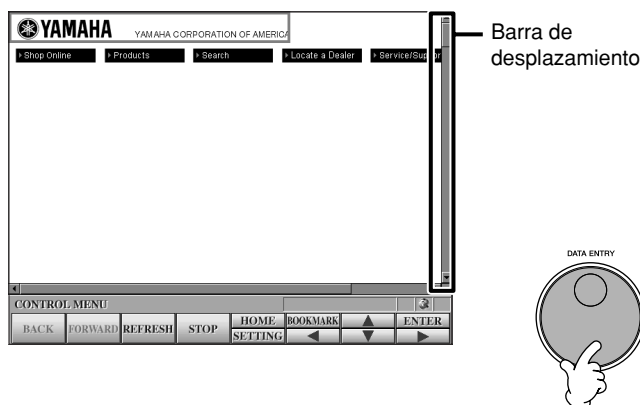 YAMAHA YAMAHA CORPORATION OF AMERICA
Shop Online Products Search Locate a Dealer Service/Support
Barra de
desplazamiento
DATA ENTRY
CONTROL MENU
BACK FORWARD REFRESH STOP HOME BOOKMARK ENTER
SETTING